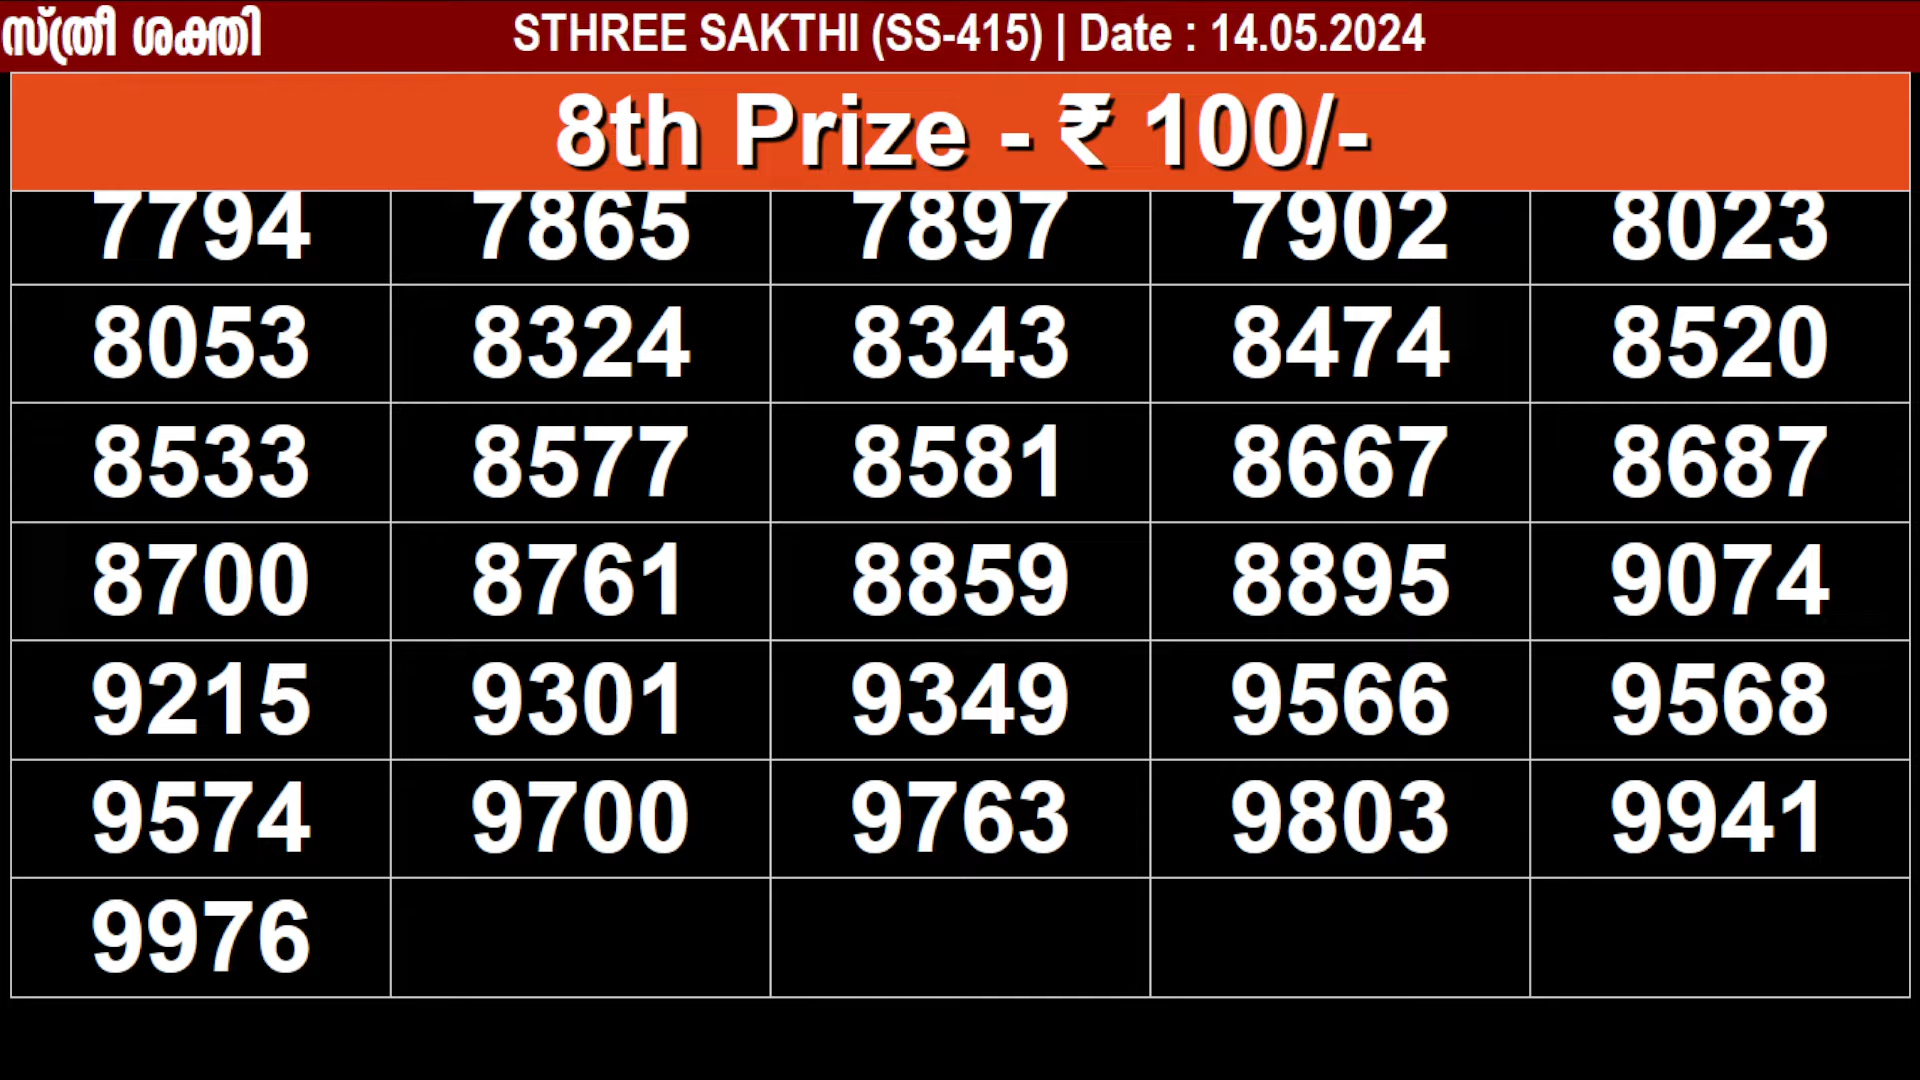 സ്ത്രീ ശക്തി STHREE SAKTHI (SS-415) | Date : 14.05.2024
8th Prize - ₹ 100/-
7794 7865 7897 7902 8023
8053 8324 8343 8474 8520
8533 8577 8581 8667 8687
8700 8761 8859 8895 9074
9215 9301 9349 9566 9568
9574 9700 9763 9803 9941
9976